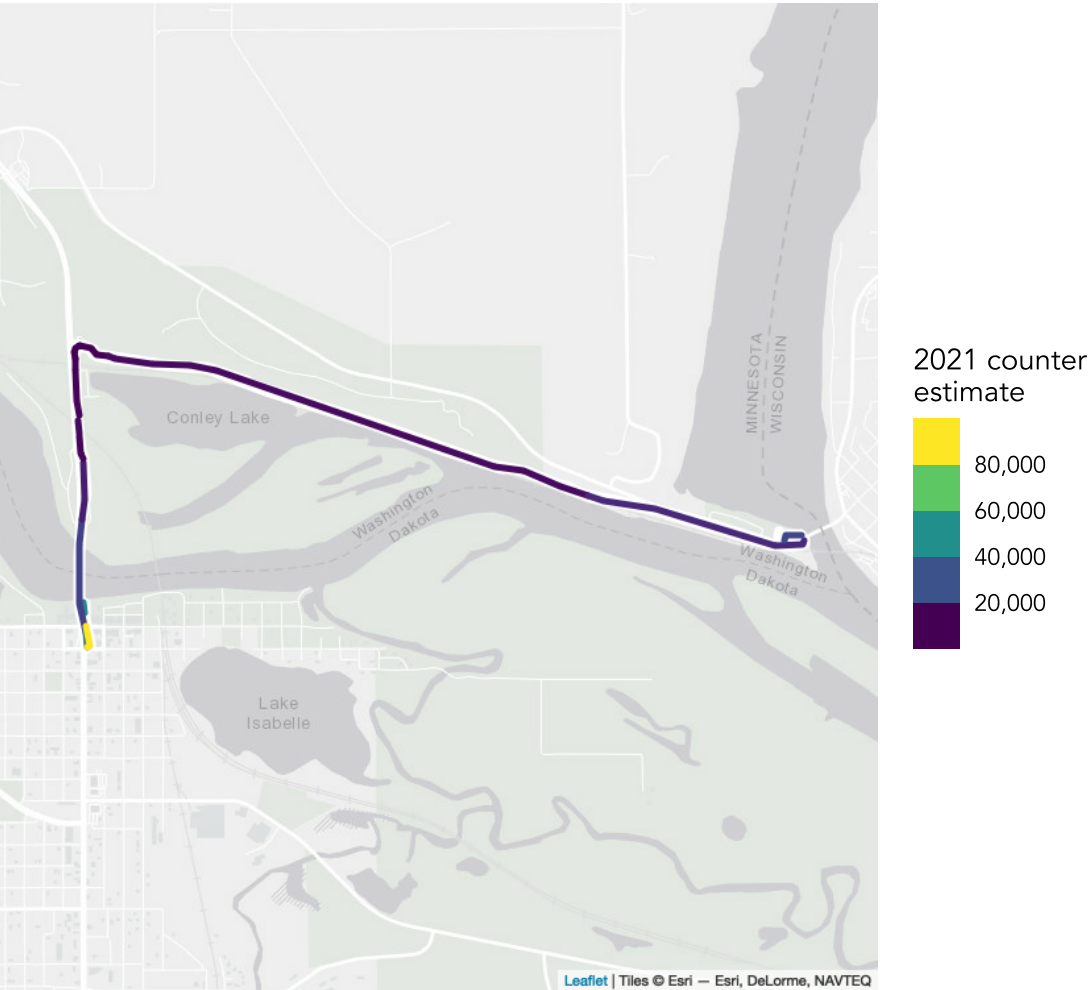 MINNESOTA
WISCONSIN
Conley Lake
Washington
Dakota
Washington
Dakota
Lake
Isabelle
2021 counter
estimate
80,000
60,000
40,000
20,000
Leaflet | Tiles © Esri — Esri, DeLorme, NAVTEQ